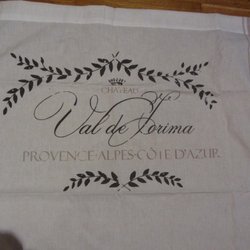 CHATEAU
Val de Lorima
PROVENCE-ALPES-CÔTE D'AZUR